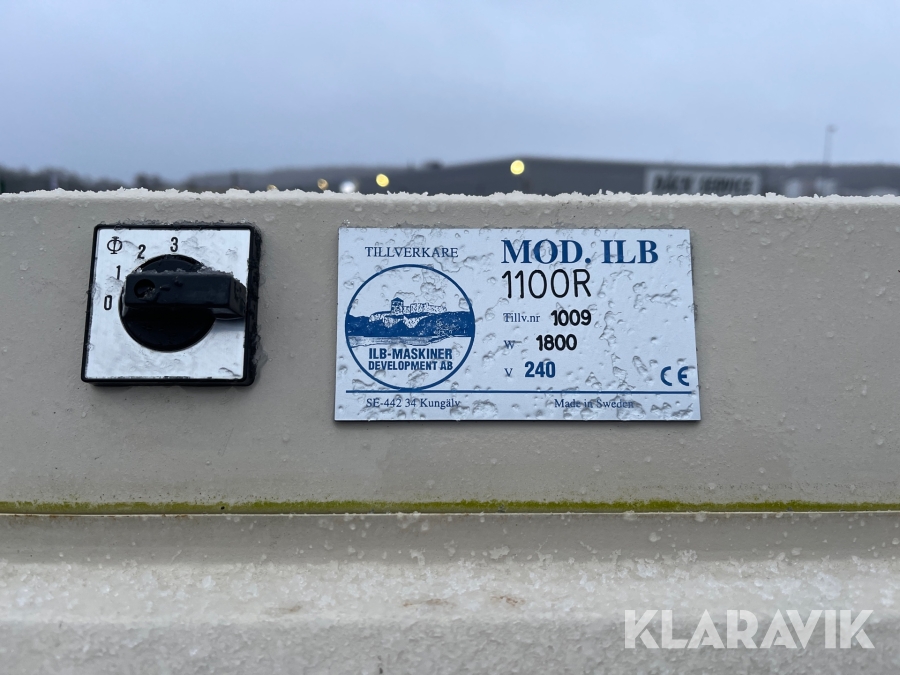 Φ
1
2
3
0
TILLVERKARE
ILB-MASKINER
DEVELOPMENT AB
MOD. ILB
1100R
Tillv.nr 1009
W 1800
V 240
CE
SE-442 34 Kungälv
Made in Sweden
KLARAVIK